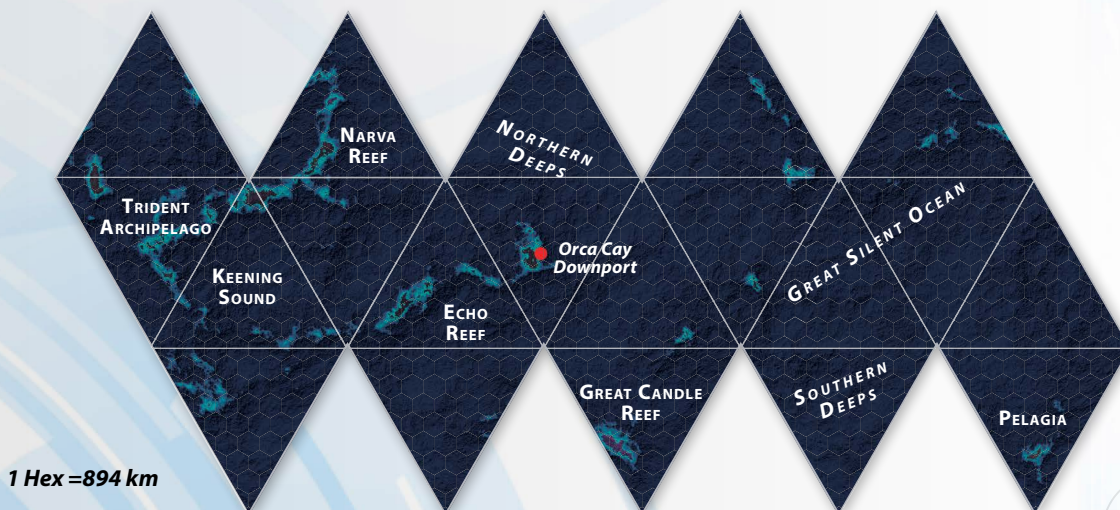 Narva
Reef
Northern
Deeps
Trident
Archipelago
Orca Cay
Downport
Great Silent Ocean
Keening
Sound
Echo
Reef
Great Candle
Reef
Southern
Deeps
Pelagia
1 Hex =894 km